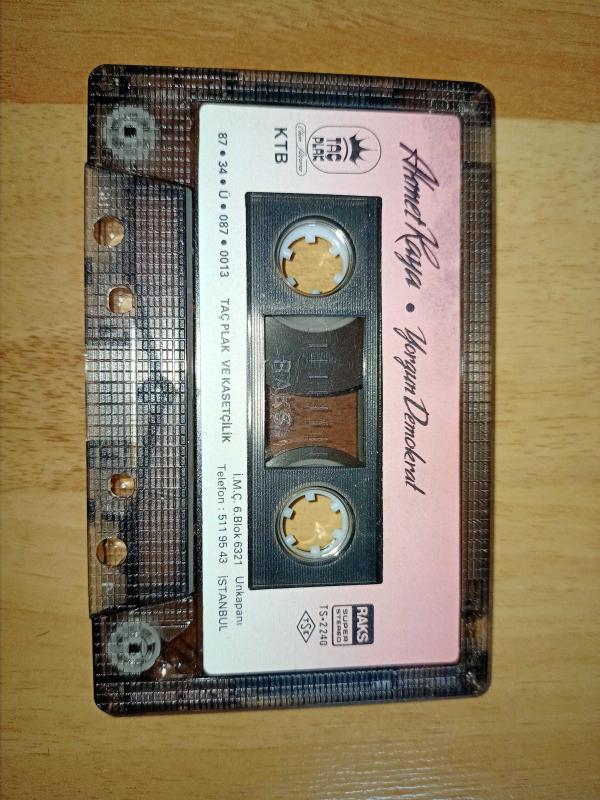 Ahmet Kaya • Yorgun Demokrat
TAÇ
PLAK
KTB
RAKS
SUPER
STEREO
TS-2240
TSE
RAKS
87 • 34 • Ü • 087 • 0013 TAÇ PLAK VE KASETÇİLİK
İ.M.Ç. 6.Blok 6321 Unkapanı
Telefon : 511 95 43 İSTANBUL